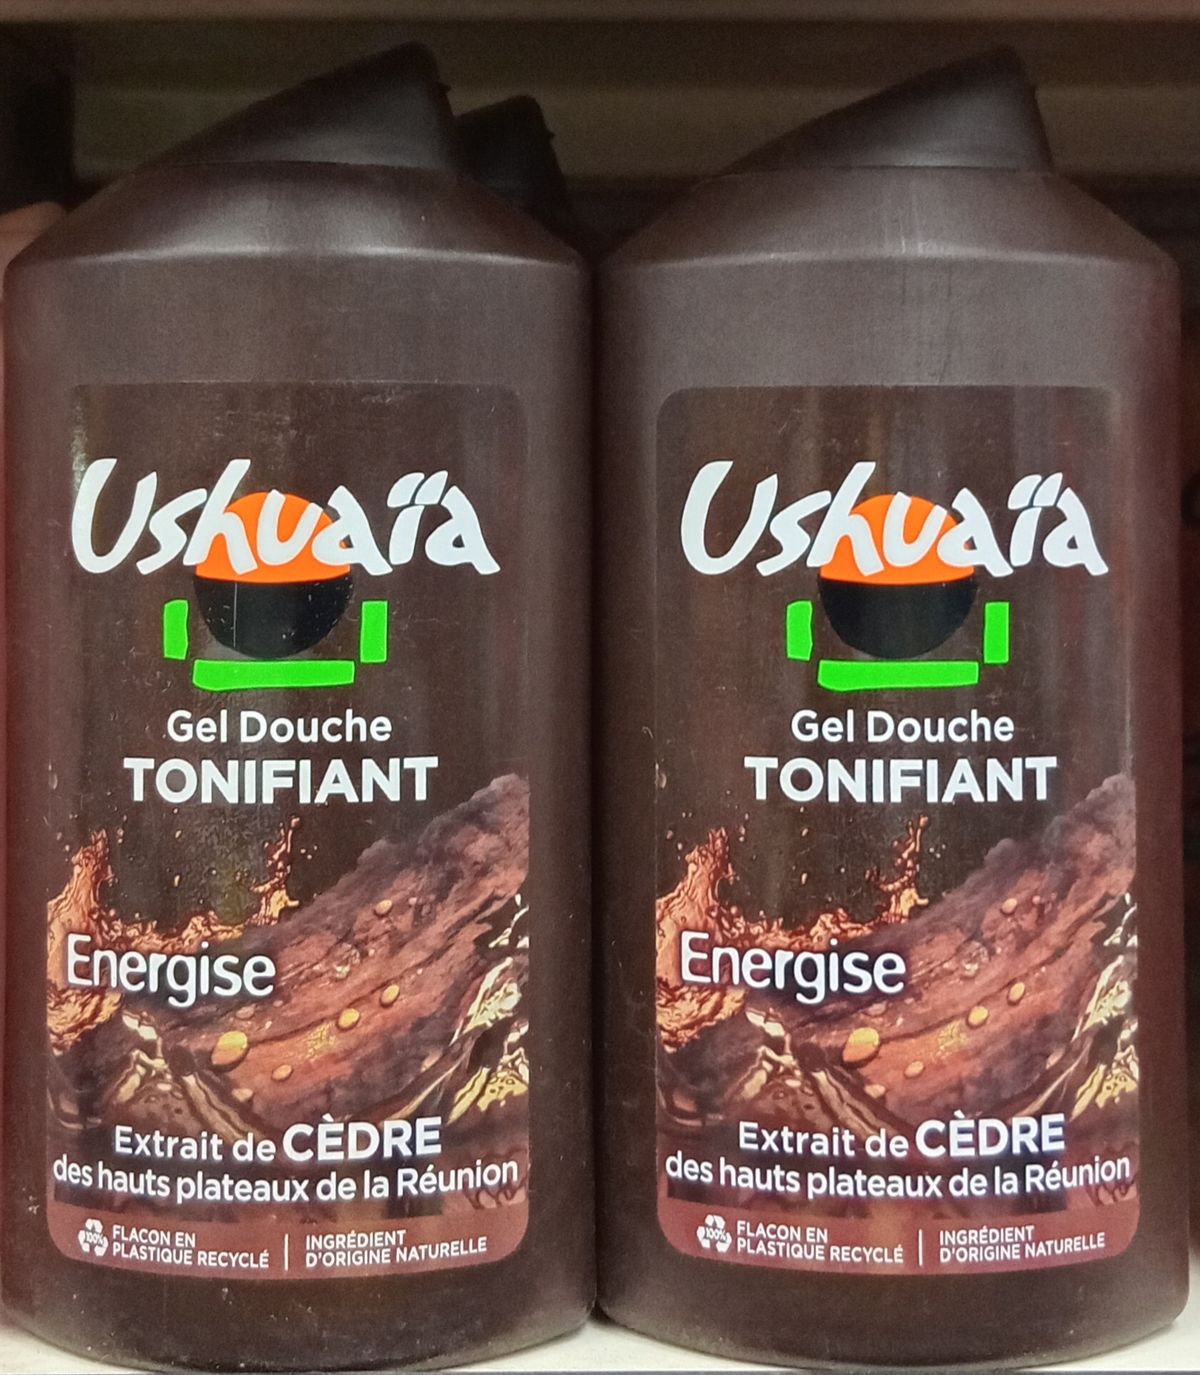 Ushuaïa
Gel Douche
TONIFIANT
Energise
Extrait de CÈDRE
des hauts plateaux de la Réunion
100%
FLACON EN
PLASTIQUE RECYCLÉ
INGRÉDIENT
D'ORIGINE NATURELLE
Ushuaïa
Gel Douche
TONIFIANT
Energise
Extrait de CÈDRE
des hauts plateaux de la Réunion
100%
FLACON EN
PLASTIQUE RECYCLÉ
INGRÉDIENT
D'ORIGINE NATURELLE